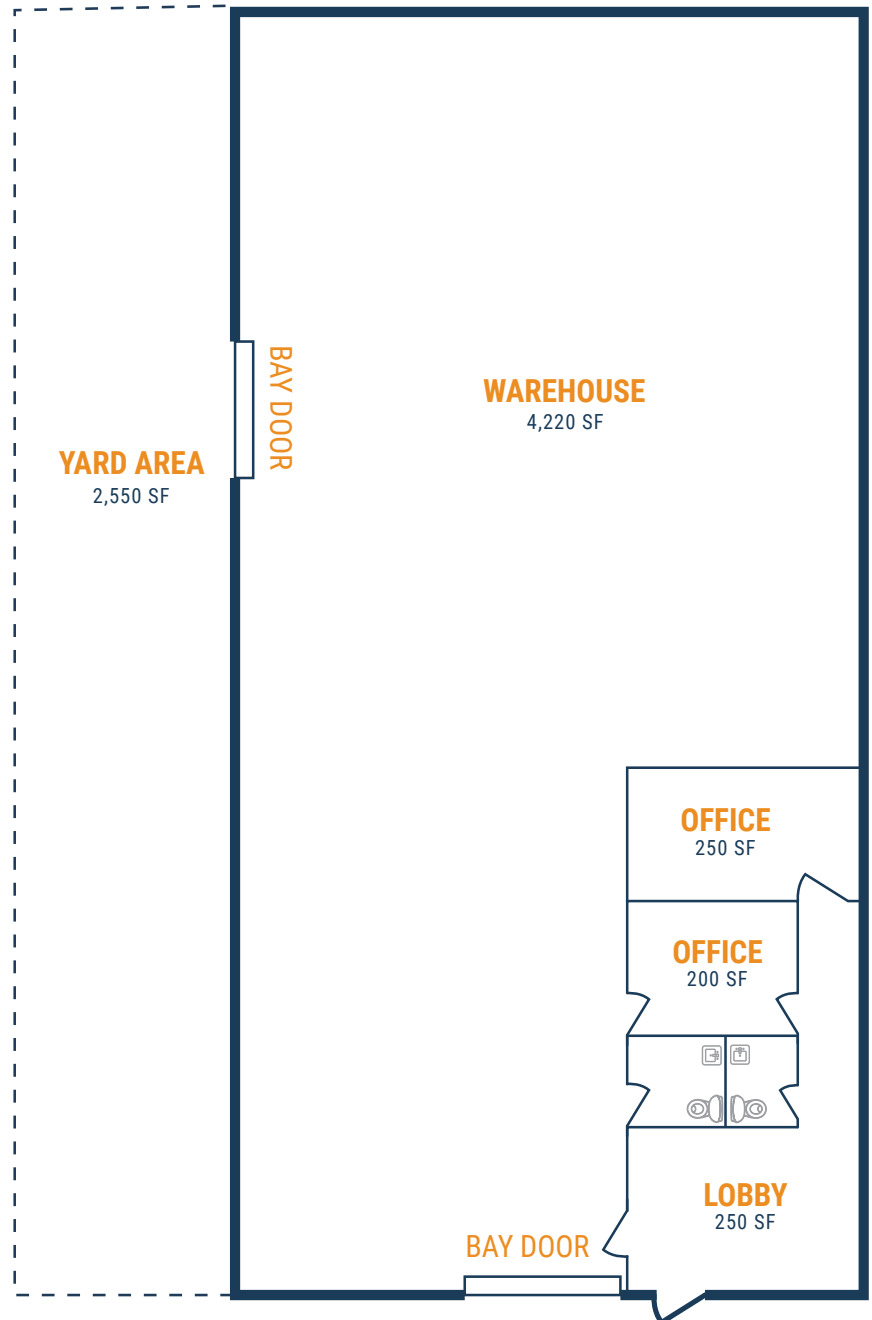 BAY DOOR
WAREHOUSE
4,220 SF
YARD AREA
2,550 SF
OFFICE
250 SF
OFFICE
200 SF
LOBBY
250 SF
BAY DOOR